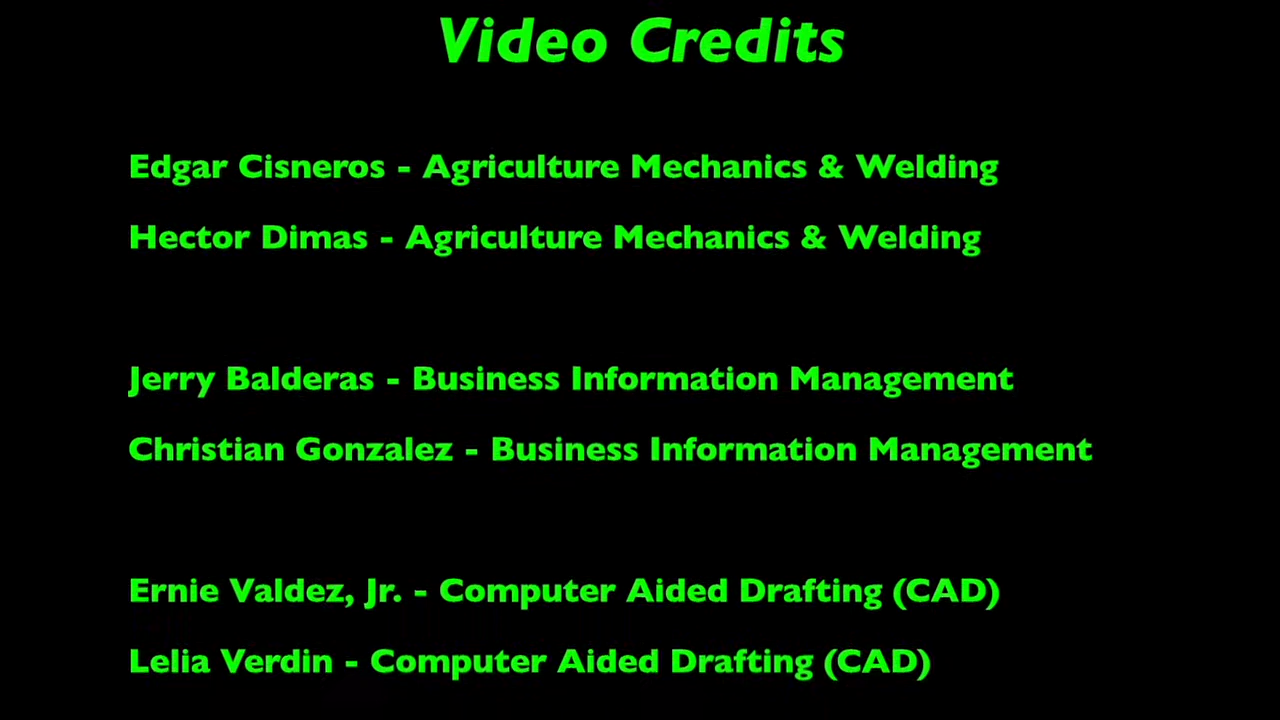 Video Credits
Edgar Cisneros - Agriculture Mechanics & Welding
Hector Dimas - Agriculture Mechanics & Welding
Jerry Balderas - Business Information Management
Christian Gonzalez - Business Information Management
Ernie Valdez, Jr. - Computer Aided Drafting (CAD)
Lelia Verdin - Computer Aided Drafting (CAD)